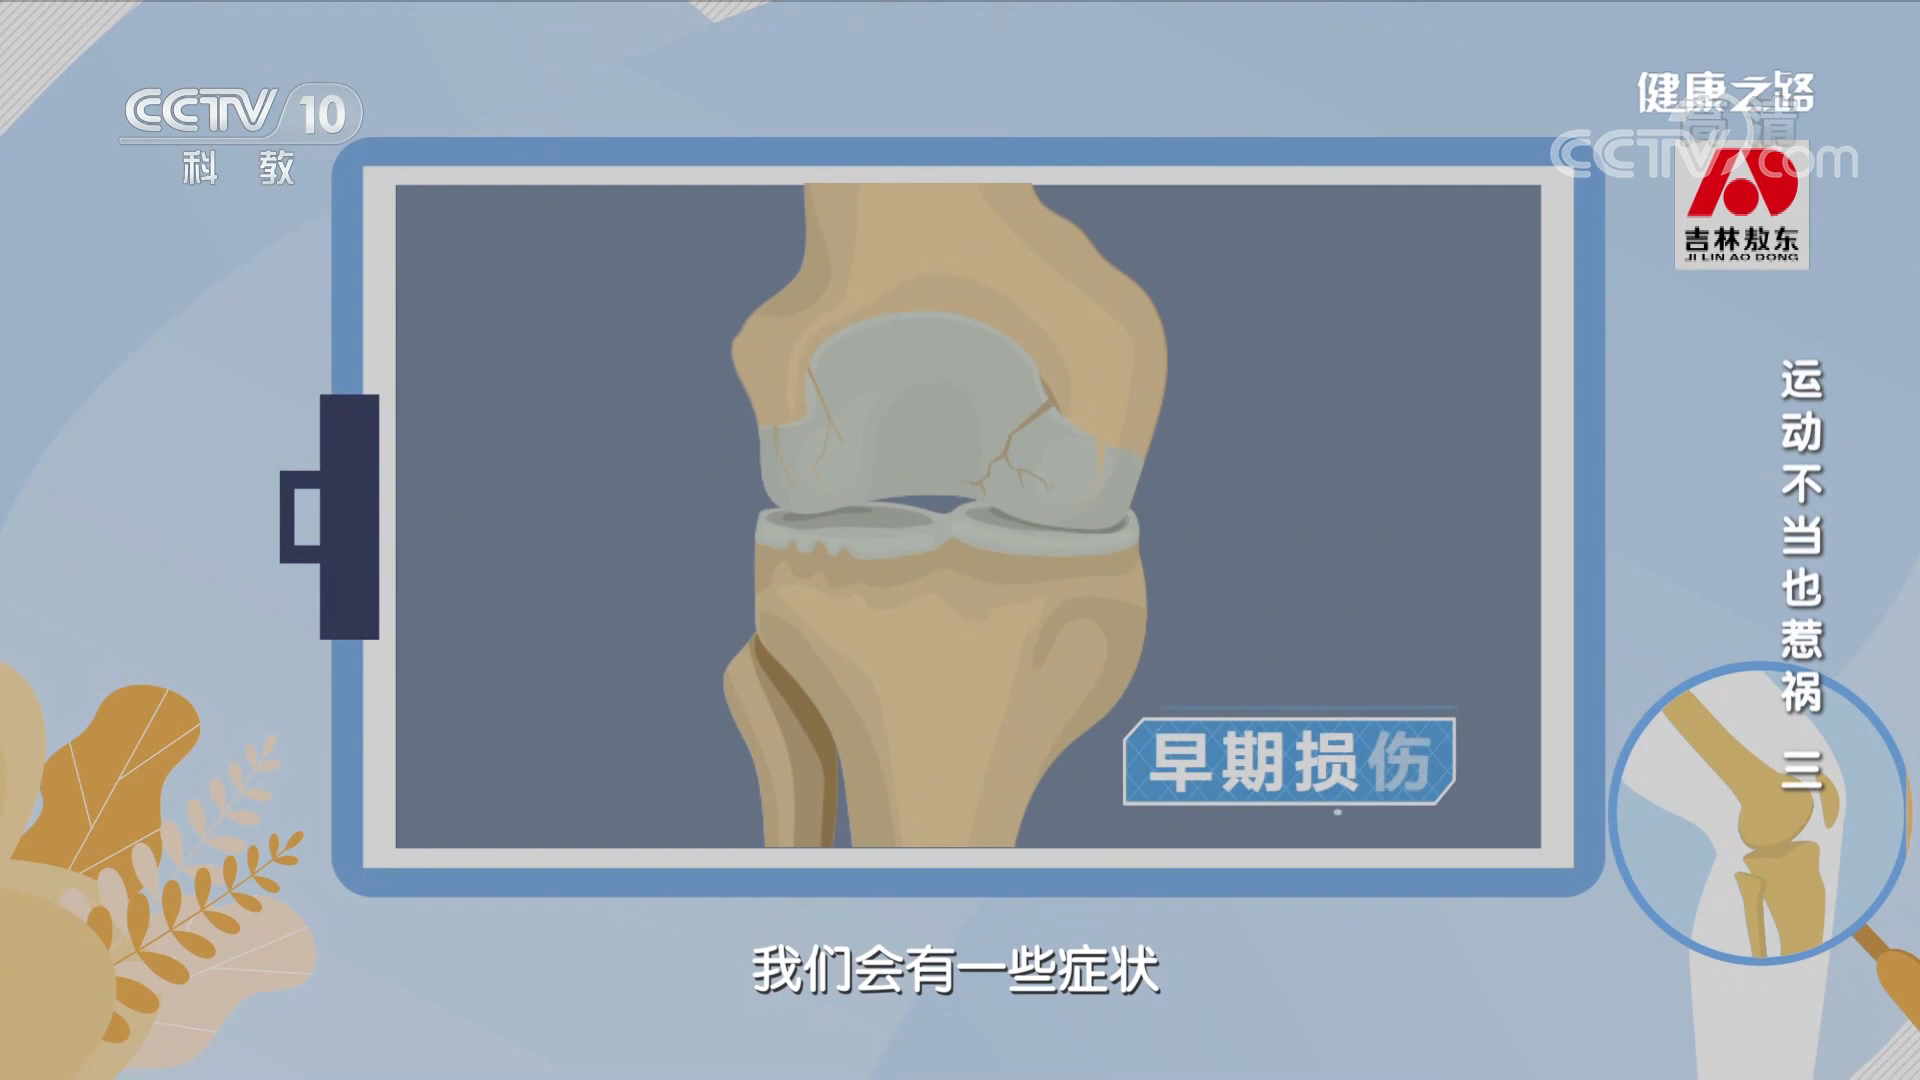 CCTV 10
科 教
健康之路
高清
CCTV.com
吉林敖东
JI LIN AO DONG
运动不当也惹祸 三
早期损伤
我们会有一些症状